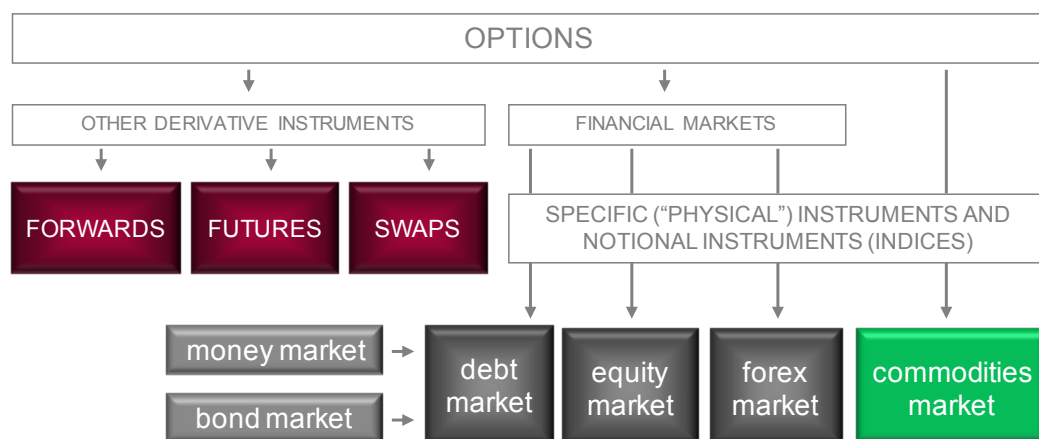 OPTIONS
OTHER DERIVATIVE INSTRUMENTS
FINANCIAL MARKETS
FORWARDS
FUTURES
SWAPS
SPECIFIC (“PHYSICAL”) INSTRUMENTS AND
NOTIONAL INSTRUMENTS (INDICES)
money market
bond market
debt
market
equity
market
forex
market
commodities
market